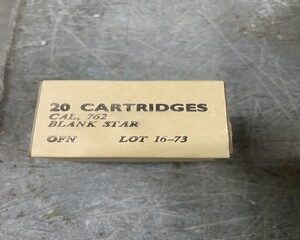 20 CARTRIDGES
CAL. 762
BLANK STAR
OFN LOT 16-73